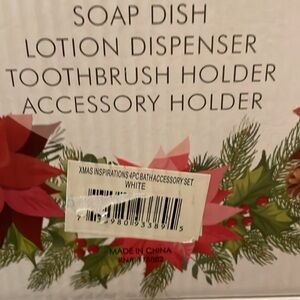 SOAP DISH
LOTION DISPENSER
TOOTHBRUSH HOLDER
ACCESSORY HOLDER
XMAS INSPIRATIONS 4PC BATH ACCESSORY SET
WHITE
MADE IN CHINA